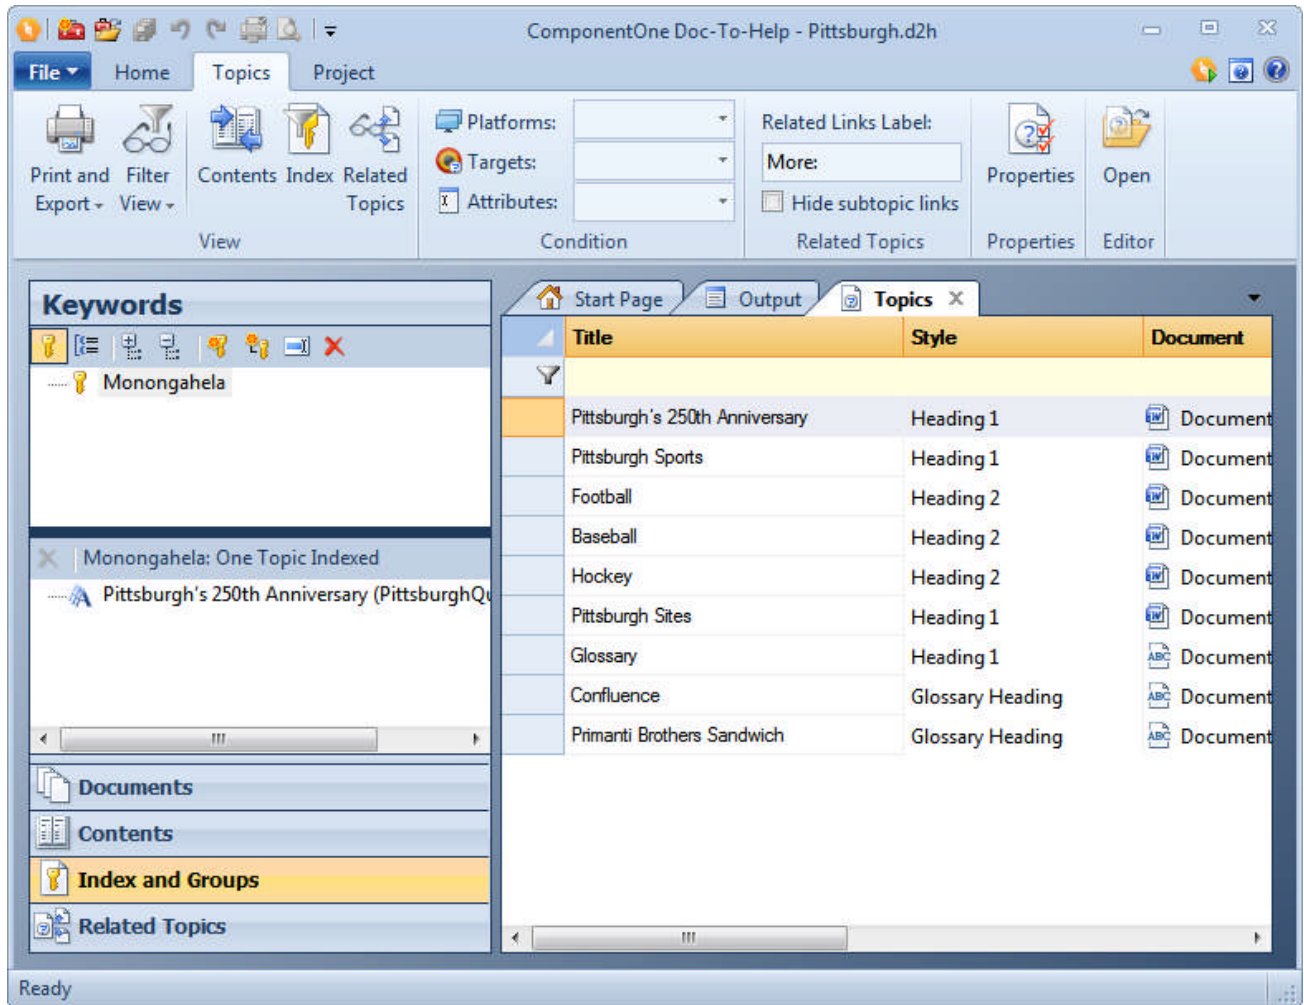 ComponentOne Doc-To-Help - Pittsburgh.d2h
File Home Topics Project
Print and Export
Filter View
Contents
Index
Related Topics
View
Platforms:
Targets:
Attributes:
Condition
Related Links Label:
More:
Hide subtopic links
Related Topics
Properties
Properties
Open
Editor
Keywords
Monongahela
Monongahela: One Topic Indexed
Pittsburgh's 250th Anniversary (PittsburghQu
Documents
Contents
Index and Groups
Related Topics
Start Page Output Topics
Title Style Document
Pittsburgh's 250th Anniversary Heading 1 Document
Pittsburgh Sports Heading 1 Document
Football Heading 2 Document
Baseball Heading 2 Document
Hockey Heading 2 Document
Pittsburgh Sites Heading 1 Document
Glossary Heading 1 Document
Confluence Glossary Heading Document
Primanti Brothers Sandwich Glossary Heading Document
Ready